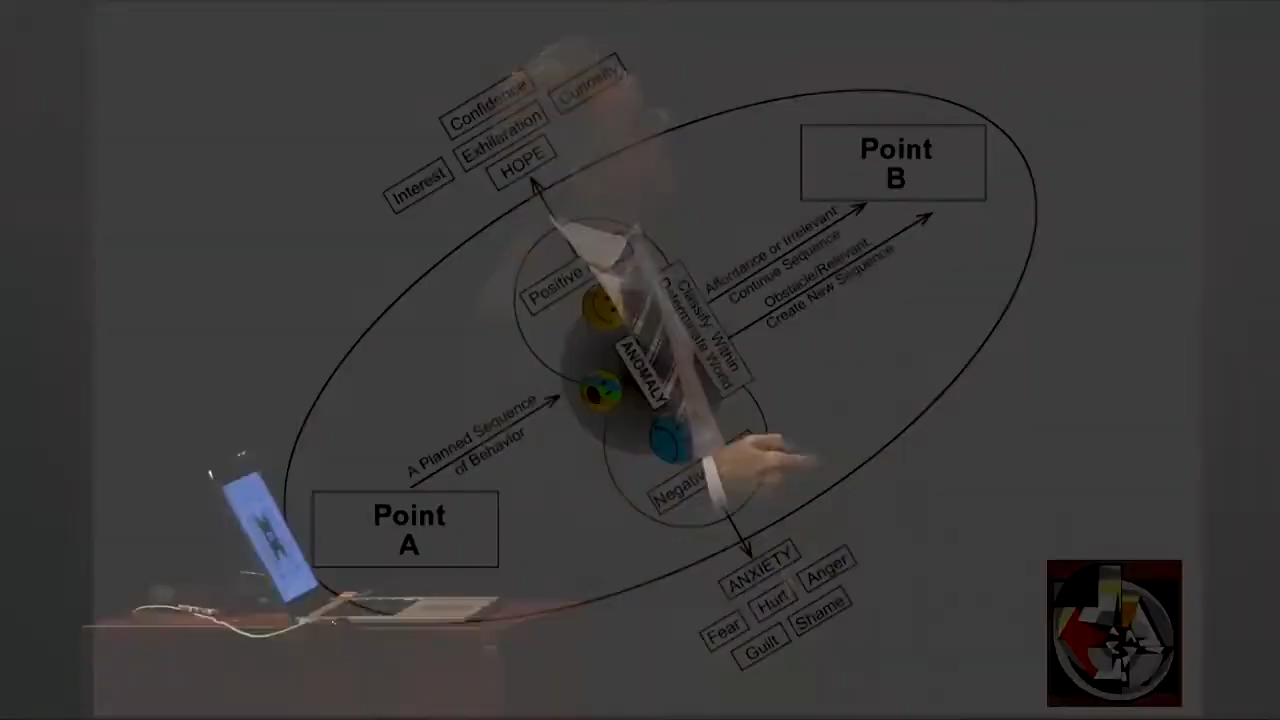 Confidence
Curiosity
Exhilaration
HOPE
Interest
Point
B
Affordance or Irrelevant
Continue Sequence
Obstacle/Relevant,
Create New Sequence
Positive
Classify: Within
Determinate World
ANOMALY
A Planned Sequence
of Behavior
Negative
Point
A
ANXIETY
Anger
Hurt
Shame
Fear
Guilt